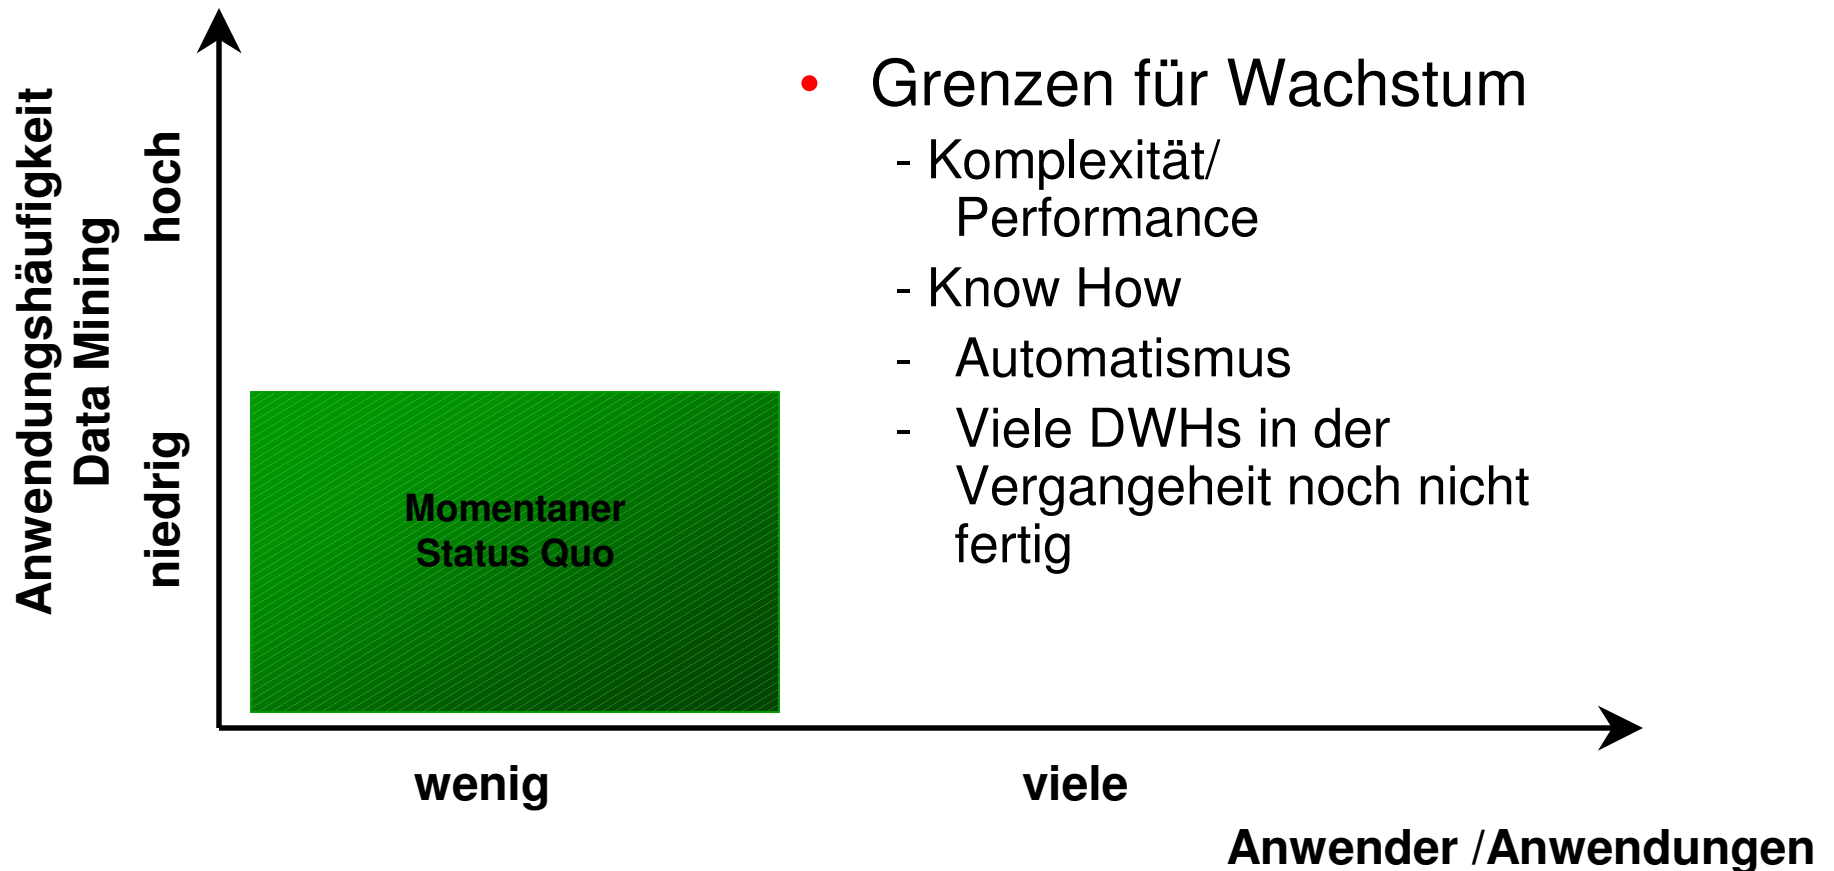 Anwendungshäufigkeit
Data Mining
hoch
niedrig
• Grenzen für Wachstum
- Komplexität/
Performance
- Know How
- Automatismus
- Viele DWHs in der
Vergangeheit noch nicht
fertig
Momentaner
Status Quo
wenig
viele
Anwender /Anwendungen